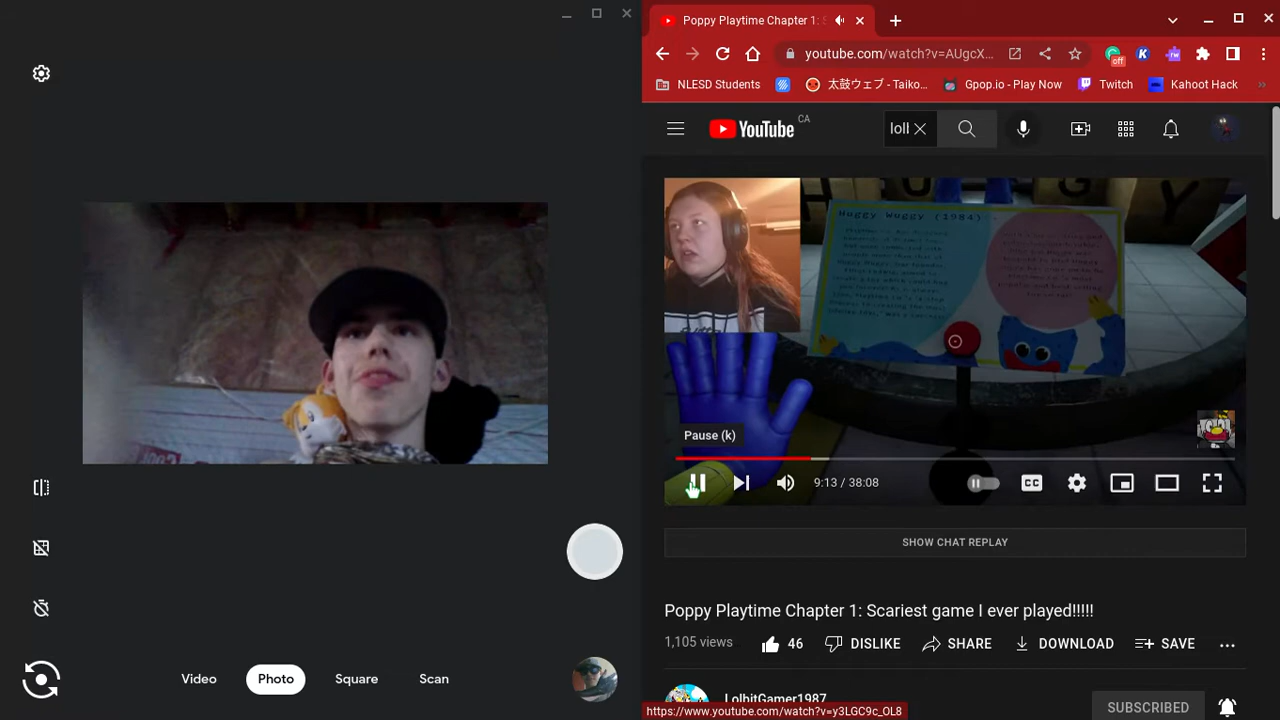 Poppy Playtime Chapter 1: S
youtube.com/watch?v=AUgcX...
off
NLESD Students
太鼓ウェブ - Taiko...
Gpop.io - Play Now
Twitch
Kahoot Hack
YouTube CA
loll
H U G G Y
Huggy Wuggy (1984)
Pause (k)
9:13 / 38:08
CC
SHOW CHAT REPLAY
Poppy Playtime Chapter 1: Scariest game I ever played!!!!!
1,105 views
46
DISLIKE
SHARE
DOWNLOAD
SAVE
LolbitGamer1987
SUBSCRIBED
https://www.youtube.com/watch?v=y3LGC9c_OL8
Video
Photo
Square
Scan